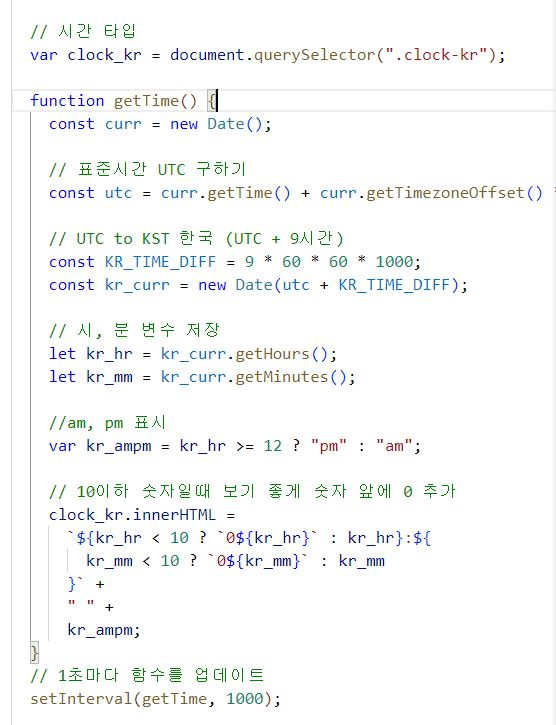 // 시간 타입
var clock_kr = document.querySelector(".clock-kr");
function getTime() {
const curr = new Date();
// 표준시간 UTC 구하기
const utc = curr.getTime() + curr.getTimezoneOffset() *
// UTC to KST 한국 (UTC + 9시간)
const KR_TIME_DIFF = 9 * 60 * 60 * 1000;
const kr_curr = new Date(utc + KR_TIME_DIFF);
// 시, 분 변수 저장
let kr_hr = kr_curr.getHours();
let kr_mm = kr_curr.getMinutes();
//am, pm 표시
var kr_ampm = kr_hr >= 12 ? "pm" : "am";
// 10이하 숫자일때 보기 좋게 숫자 앞에 0 추가
clock_kr.innerHTML =
`${kr_hr < 10 ? `0${kr_hr}` : kr_hr}:${
kr_mm < 10 ? `0${kr_mm}` : kr_mm
}` +
" " +
kr_ampm;
}
// 1초마다 함수를 업데이트
setInterval(getTime, 1000);